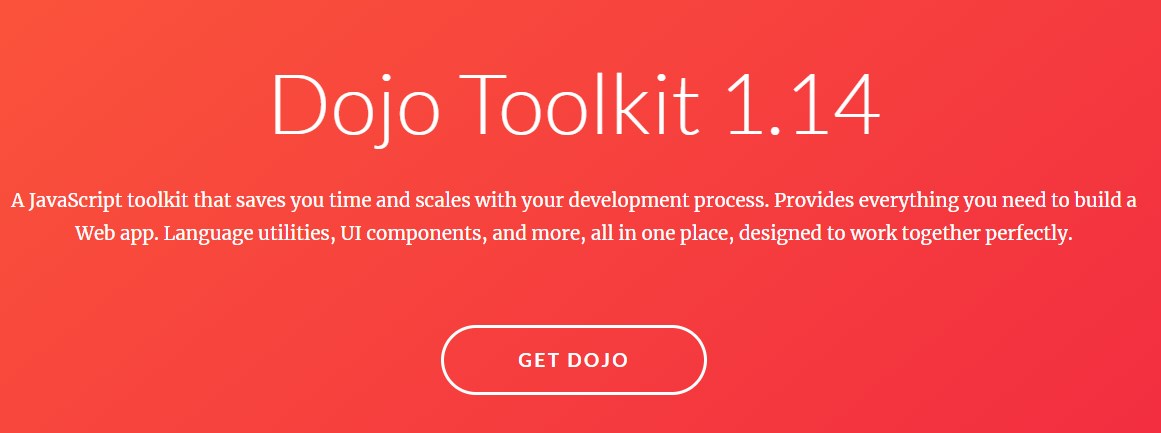 Dojo Toolkit 1.14
A JavaScript toolkit that saves you time and scales with your development process. Provides everything you need to build a
Web app. Language utilities, UI components, and more, all in one place, designed to work together perfectly.
GET DOJO